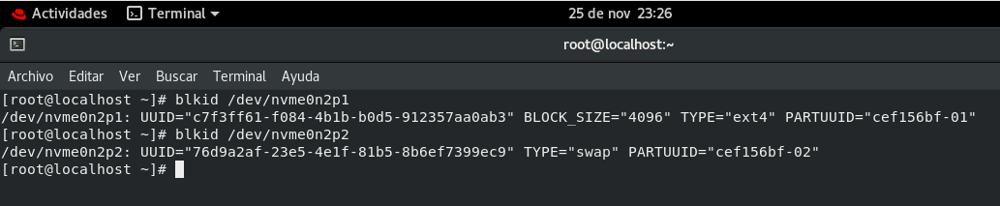 Actividades Terminal 25 de nov 23:26
root@localhost:~
Archivo Editar Ver Buscar Terminal Ayuda
[root@localhost ~]# blkid /dev/nvme0n2p1
/dev/nvme0n2p1: UUID="c7f3ff61-f084-4b1b-b0d5-912357aa0ab3" BLOCK_SIZE="4096" TYPE="ext4" PARTUUID="cef156bf-01"
[root@localhost ~]# blkid /dev/nvme0n2p2
/dev/nvme0n2p2: UUID="76d9a2af-23e5-4e1f-81b5-8b6ef7399ec9" TYPE="swap" PARTUUID="cef156bf-02"
[root@localhost ~]#